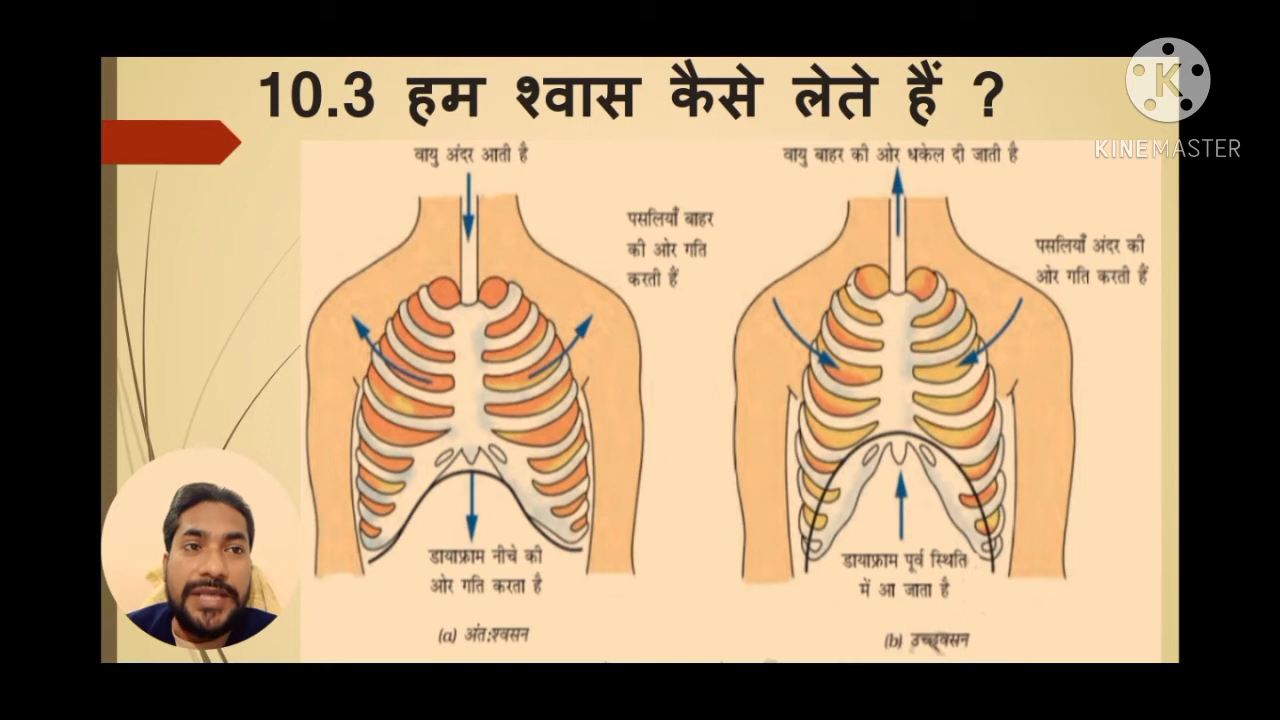 10.3 हम श्वास कैसे लेते हैं ?
K
KINEMASTER
वायु अंदर आती है
वायु बाहर की ओर धकेल दी जाती है
पसलियाँ बाहर
की ओर गति
करती हैं
पसलियाँ अंदर की
ओर गति करती हैं
डायाफ्राम नीचे की
ओर गति करता है
डायाफ्राम पूर्व स्थिति
में आ जाता है
(a) अंतःश्वसन
(b) उच्छ्वसन